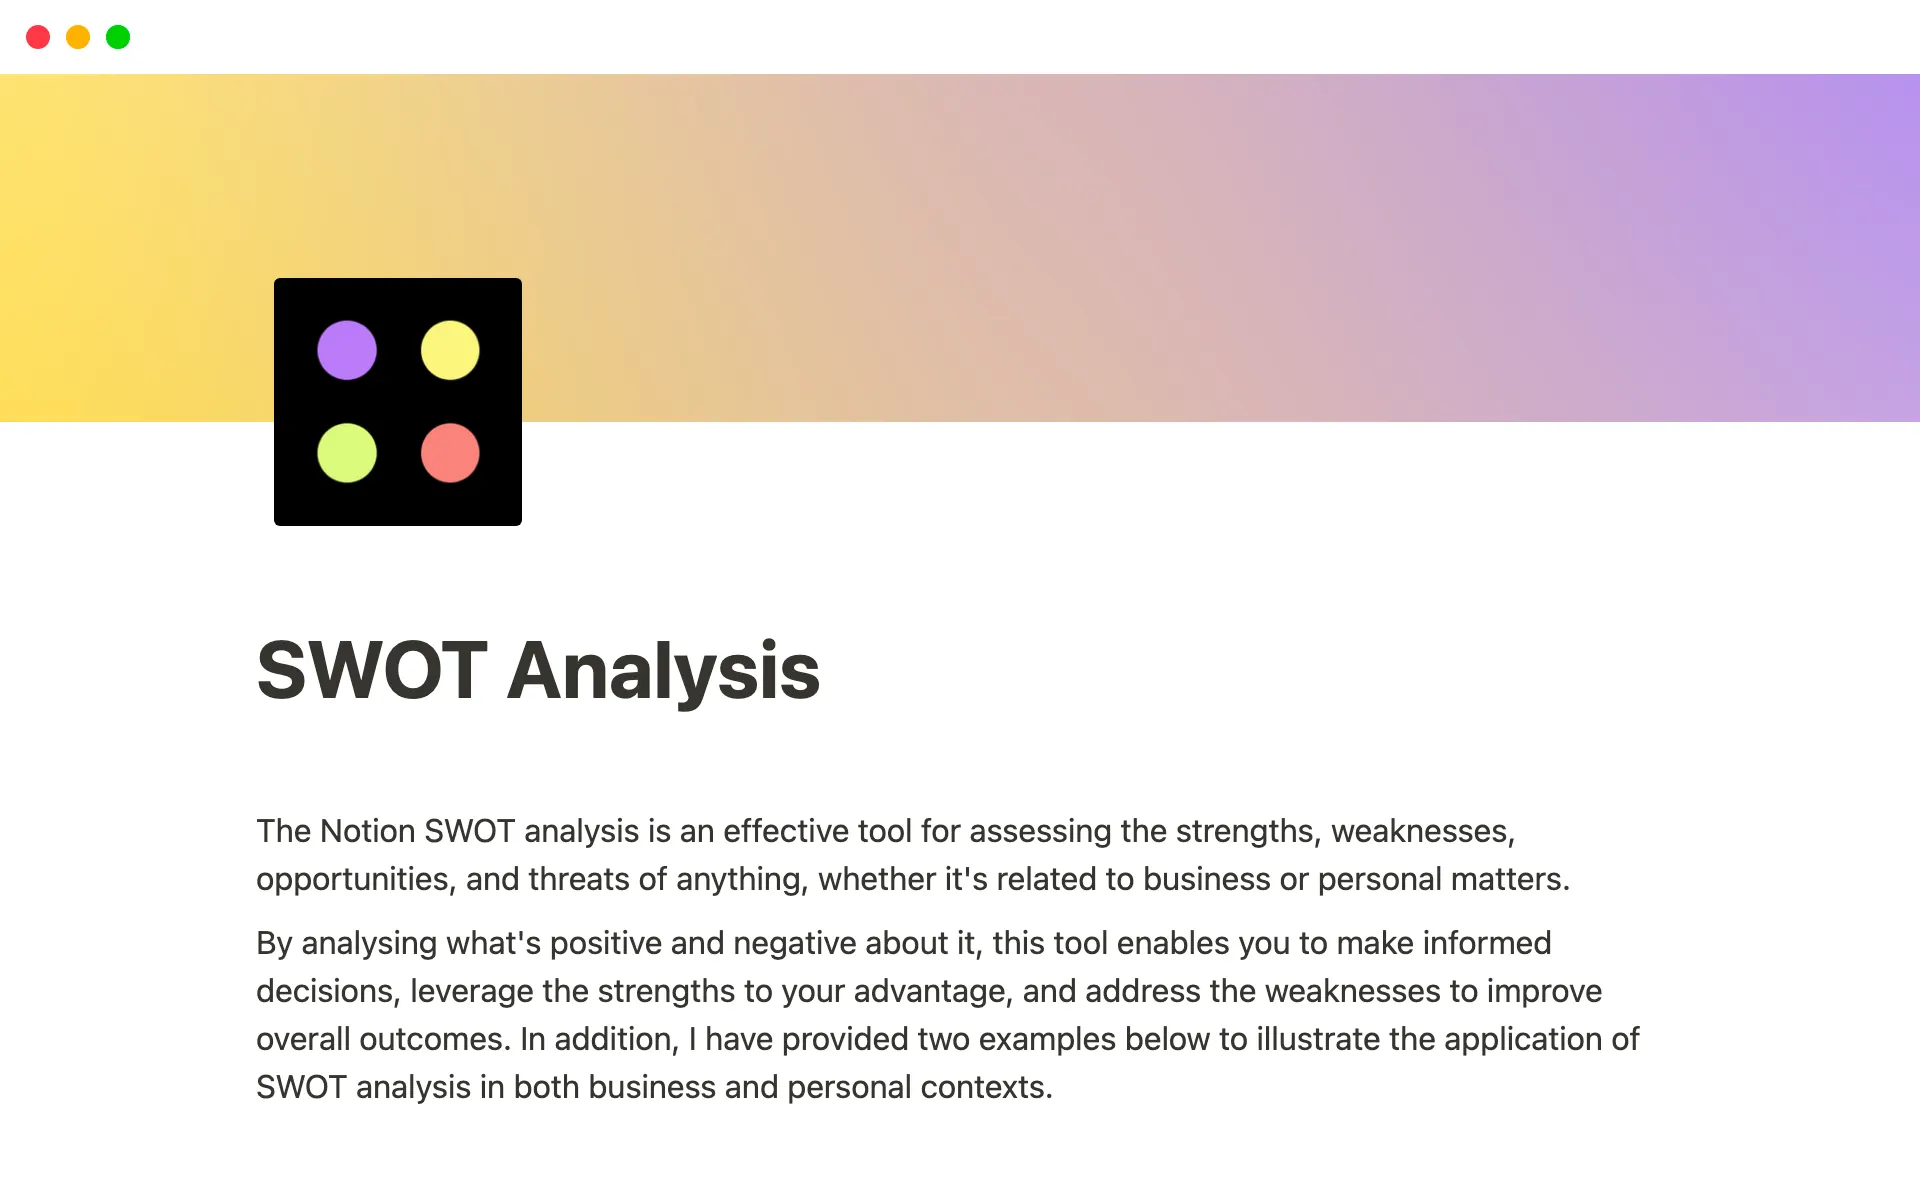 SWOT Analysis
The Notion SWOT analysis is an effective tool for assessing the strengths, weaknesses,
opportunities, and threats of anything, whether it's related to business or personal matters.
By analysing what's positive and negative about it, this tool enables you to make informed
decisions, leverage the strengths to your advantage, and address the weaknesses to improve
overall outcomes. In addition, I have provided two examples below to illustrate the application of
SWOT analysis in both business and personal contexts.